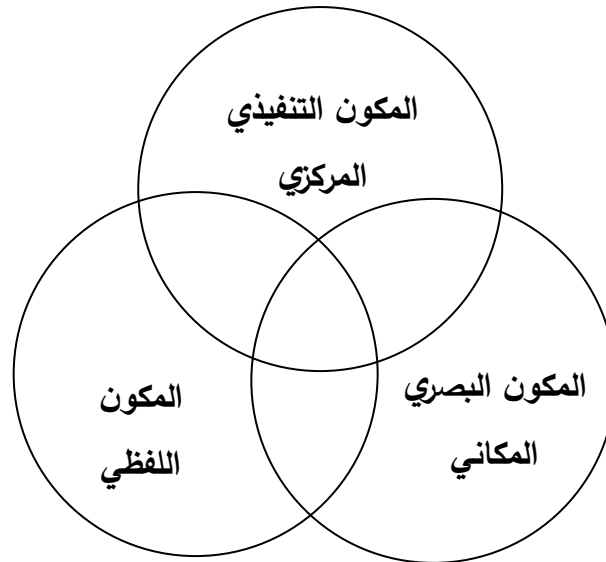 المكون التنفيذي
المركزي
المكون البصري
المكاني
المكون
اللفظي